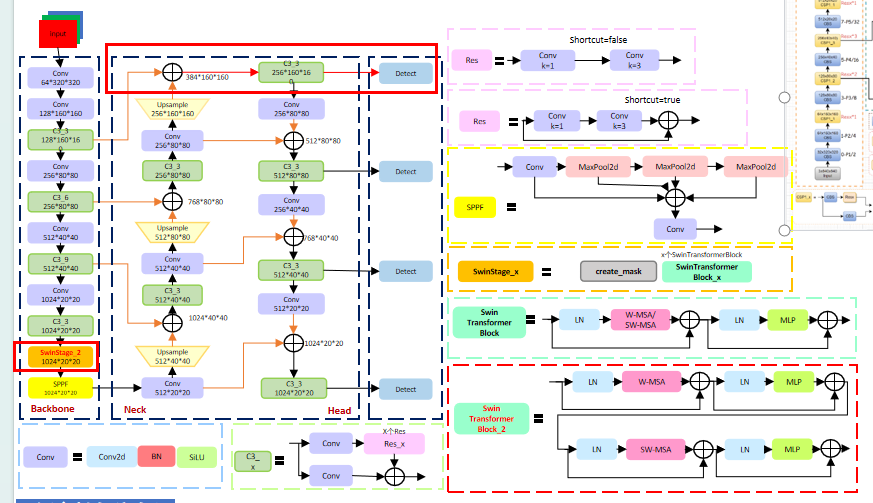 Input
Conv
64*320*320
Conv
128*160*160
C3_3
128*160*16
0
Conv
256*80*80
C3_6
256*80*80
Conv
512*40*40
C3_9
512*40*40
Conv
1024*20*20
C3_3
1024*20*20
SwinStage_2
1024*20*20
SPPF
1024*20*20
Backbone
384*160*160
Upsample
256*160*160
Conv
256*80*80
C3_3
256*80*80
768*80*80
Upsample
512*80*80
Conv
512*40*40
C3_3
512*40*40
1024*40*40
Upsample
512*40*40
Conv
512*20*20
Neck
C3_3
256*160*16
Conv
256*80*80
512*80*80
C3_3
512*80*80
Conv
256*40*40
768*40*40
C3_3
512*40*40
Conv
512*20*20
1024*20*20
C3_3
1024*20*20
Head
Detect
Detect
Detect
Detect
Shortcut=false
Res
=
Conv
k=1
Conv
k=3
Shortcut=true
Res
=
Conv
k=1
Conv
k=3
SPPF
=
Conv
MaxPool2d
MaxPool2d
MaxPool2d
Conv
x个SwinTransformerBlock
SwinStage_x
=
create_mask
SwinTransformer
Block_x
Swin
Transformer
Block
=
LN
W-MSA/
SW-MSA
LN
MLP
Swin
Transformer
Block_2
=
LN
W-MSA
LN
MLP
LN
SW-MSA
LN
MLP
Conv
=
Conv2d
BN
SiLU
X个Res
C3_
x
=
Conv
Res_x
Conv